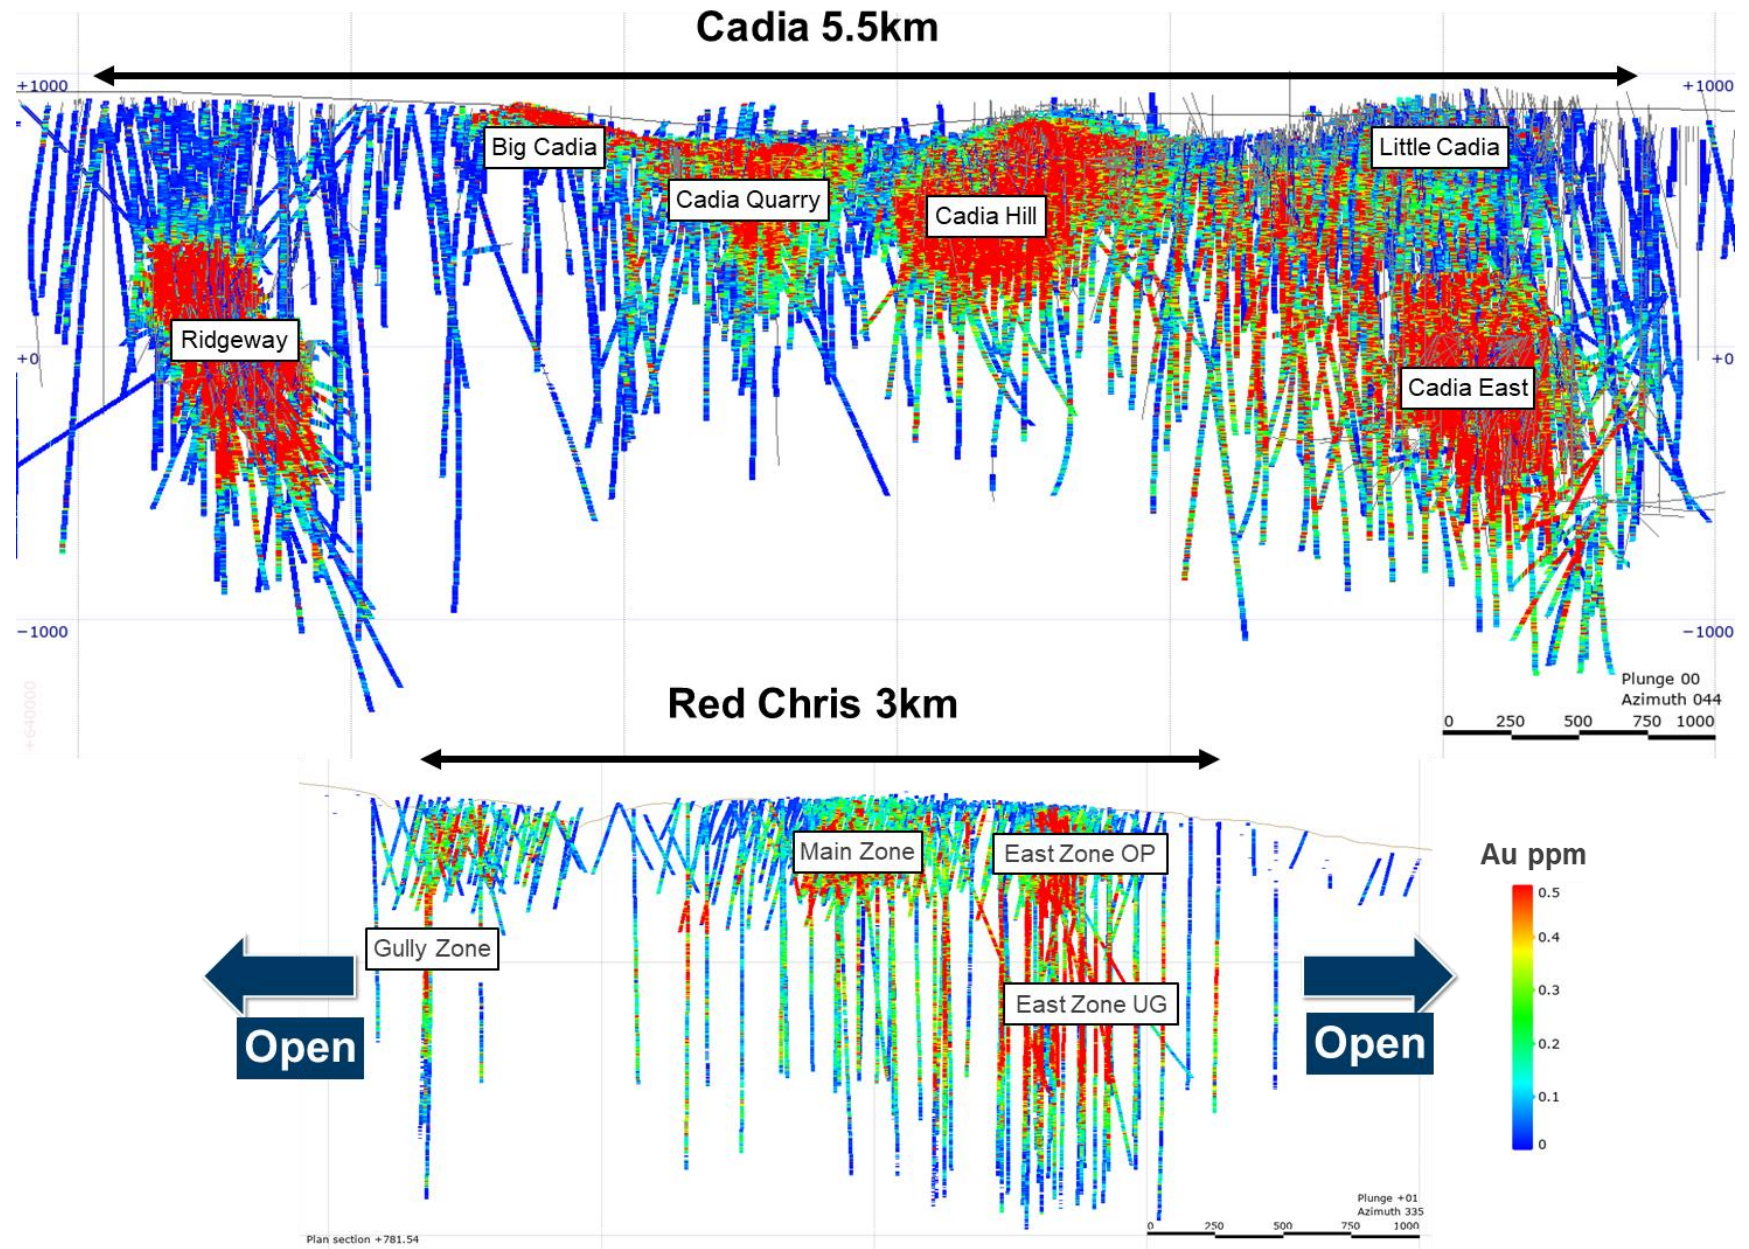 Cadia 5.5km
+1000
+1000
Big Cadia
Little Cadia
Cadia Quarry
Cadia Hill
Ridgeway
+0
+0
Cadia East
−1000
−1000
+640000
Plunge 00
Azimuth 044
0 250 500 750 1000
Red Chris 3km
Main Zone
East Zone OP
Au ppm
0.5
0.4
0.3
0.2
0.1
0
Gully Zone
East Zone UG
Open
Open
Plunge +01
Azimuth 335
0 250 500 750 1000
Plan section +781.54